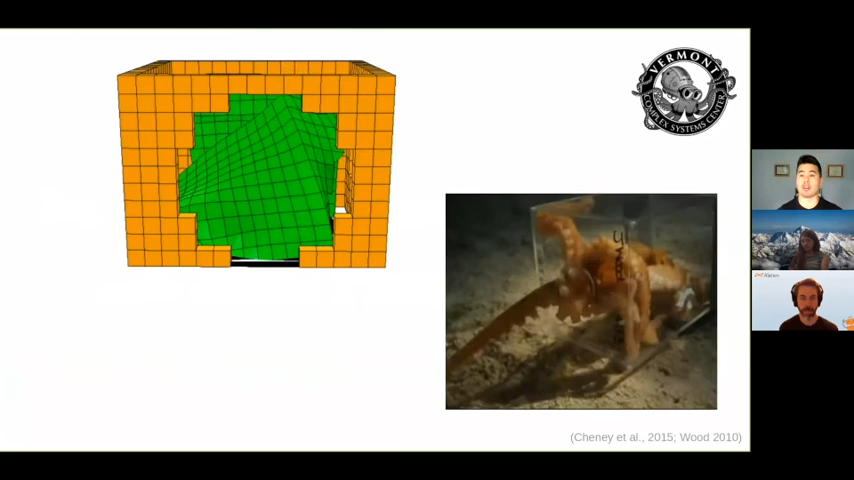 VERMONT
COMPLEX SYSTEMS CENTER
(Cheney et al., 2015; Wood 2010)